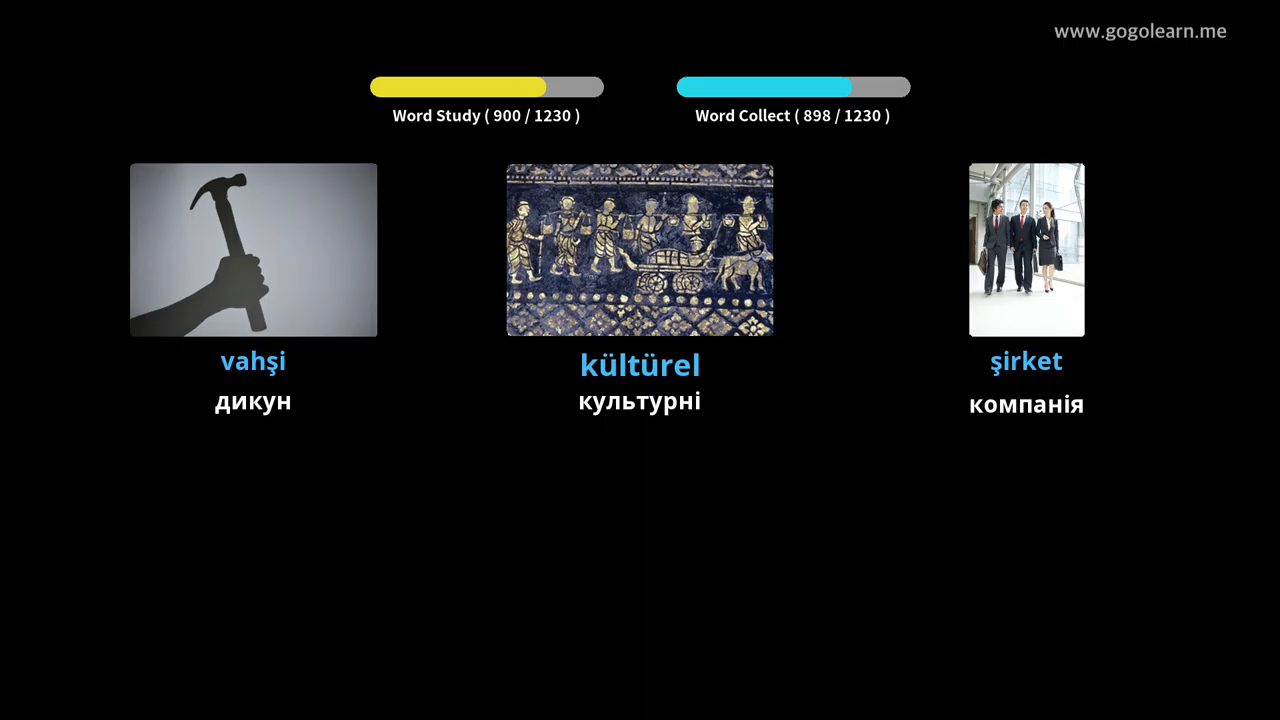 www.gogolearn.me
Word Study ( 900 / 1230 )
Word Collect ( 898 / 1230 )
vahşi
дикун
kültürel
культурні
şirket
компанія